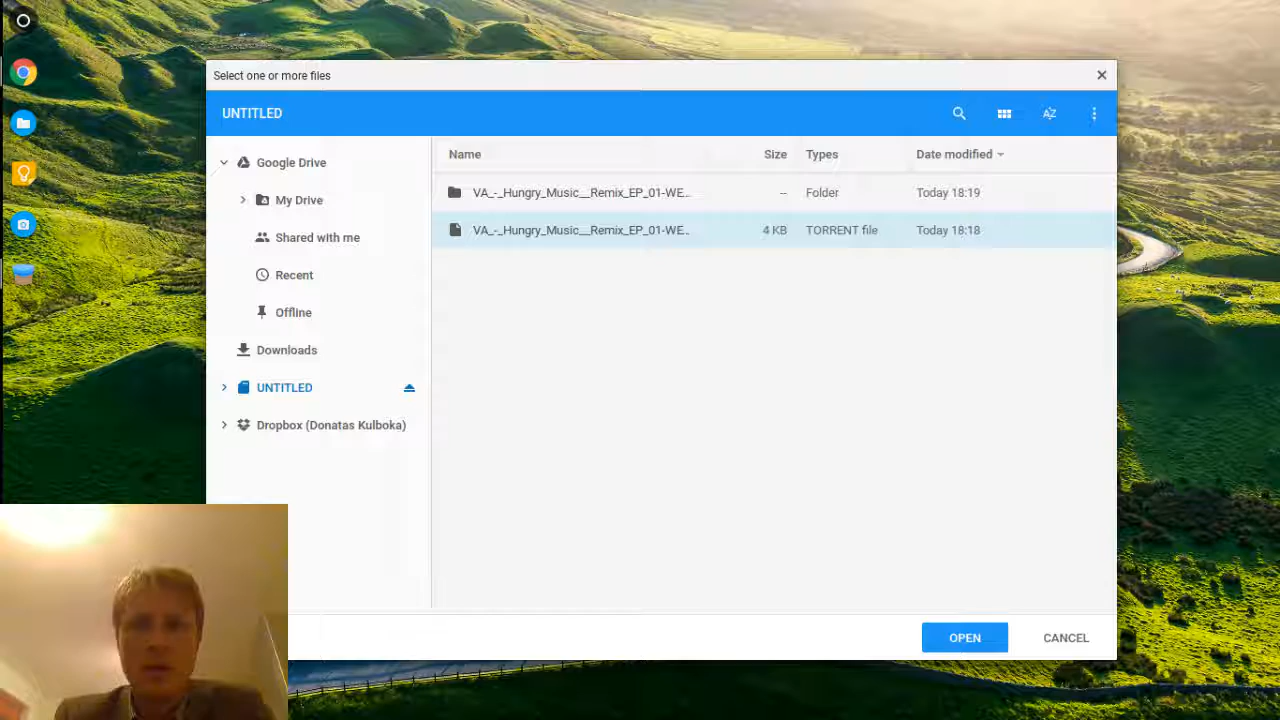 Select one or more files
UNTITLED
Google Drive
My Drive
Shared with me
Recent
Offline
Downloads
UNTITLED
Dropbox (Donatas Kulboka)
Name Size Types Date modified
VA_-_Hungry_Music__Remix_EP_01-WE... -- Folder Today 18:19
VA_-_Hungry_Music__Remix_EP_01-WE... 4 KB TORRENT file Today 18:18
OPEN CANCEL